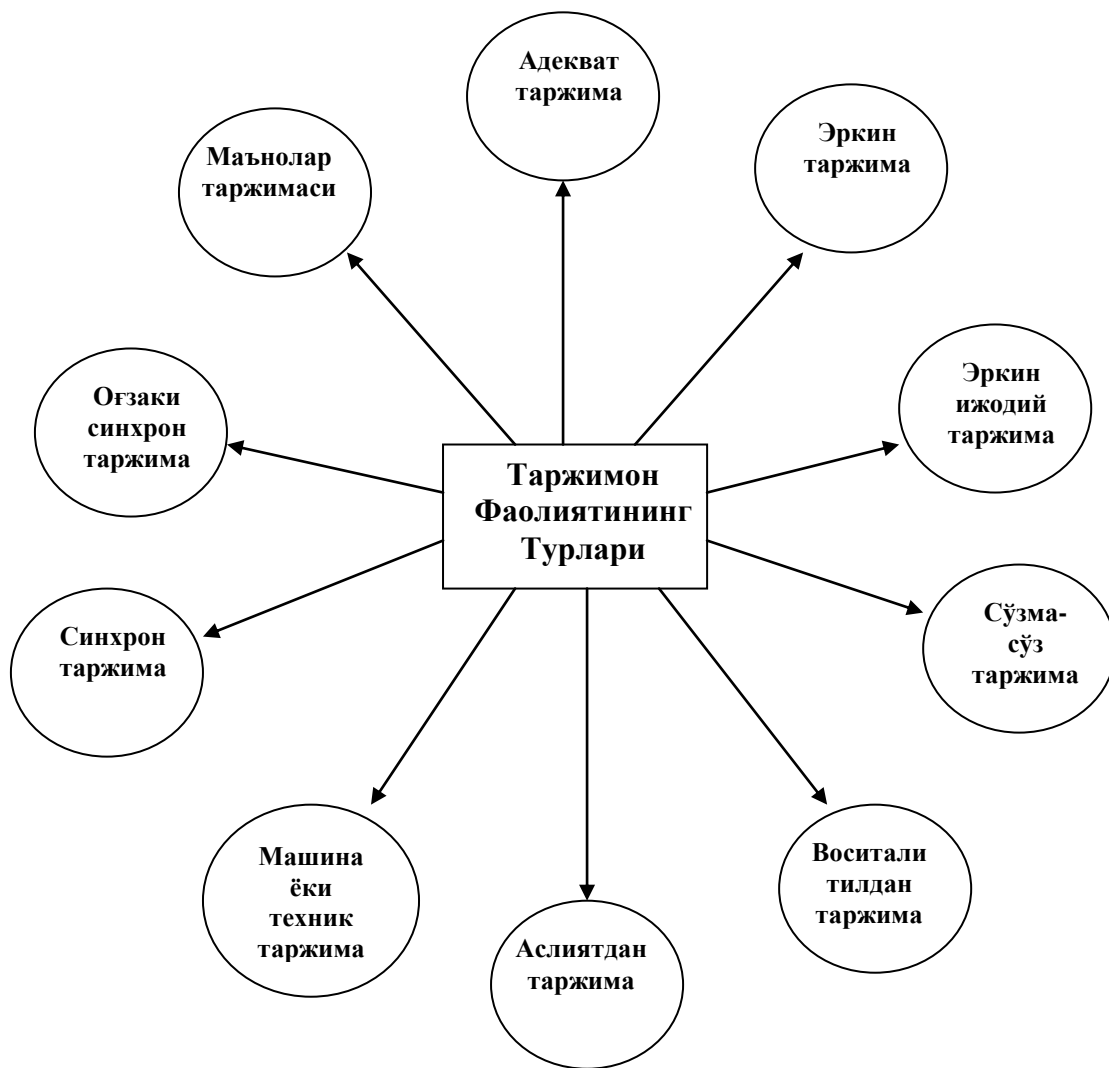 Адекват
таржима
Эркин
таржима
Маънолар
таржимаси
Эркин
ижодий
таржима
Оғзаки
синхрон
таржима
Таржимон
Фаолиятининг
Турлари
Синхрон
таржима
Сўзма-
сўз
таржима
Машина
ёки
техник
таржима
Воситали
тилдан
таржима
Аслиятдан
таржима